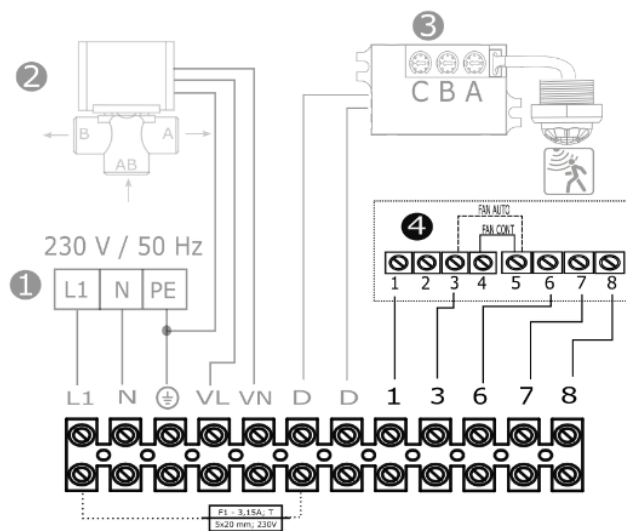 2
B
A
AB
3
C B A
230 V / 50 Hz
1
L1 N PE
4
FAN AUTO
FAN CONT
1 2 3 4 5 6 7 8
L1 N VL VN D D 1 3 6 7 8
F1 - 3,15A; T
5x20 mm; 230V